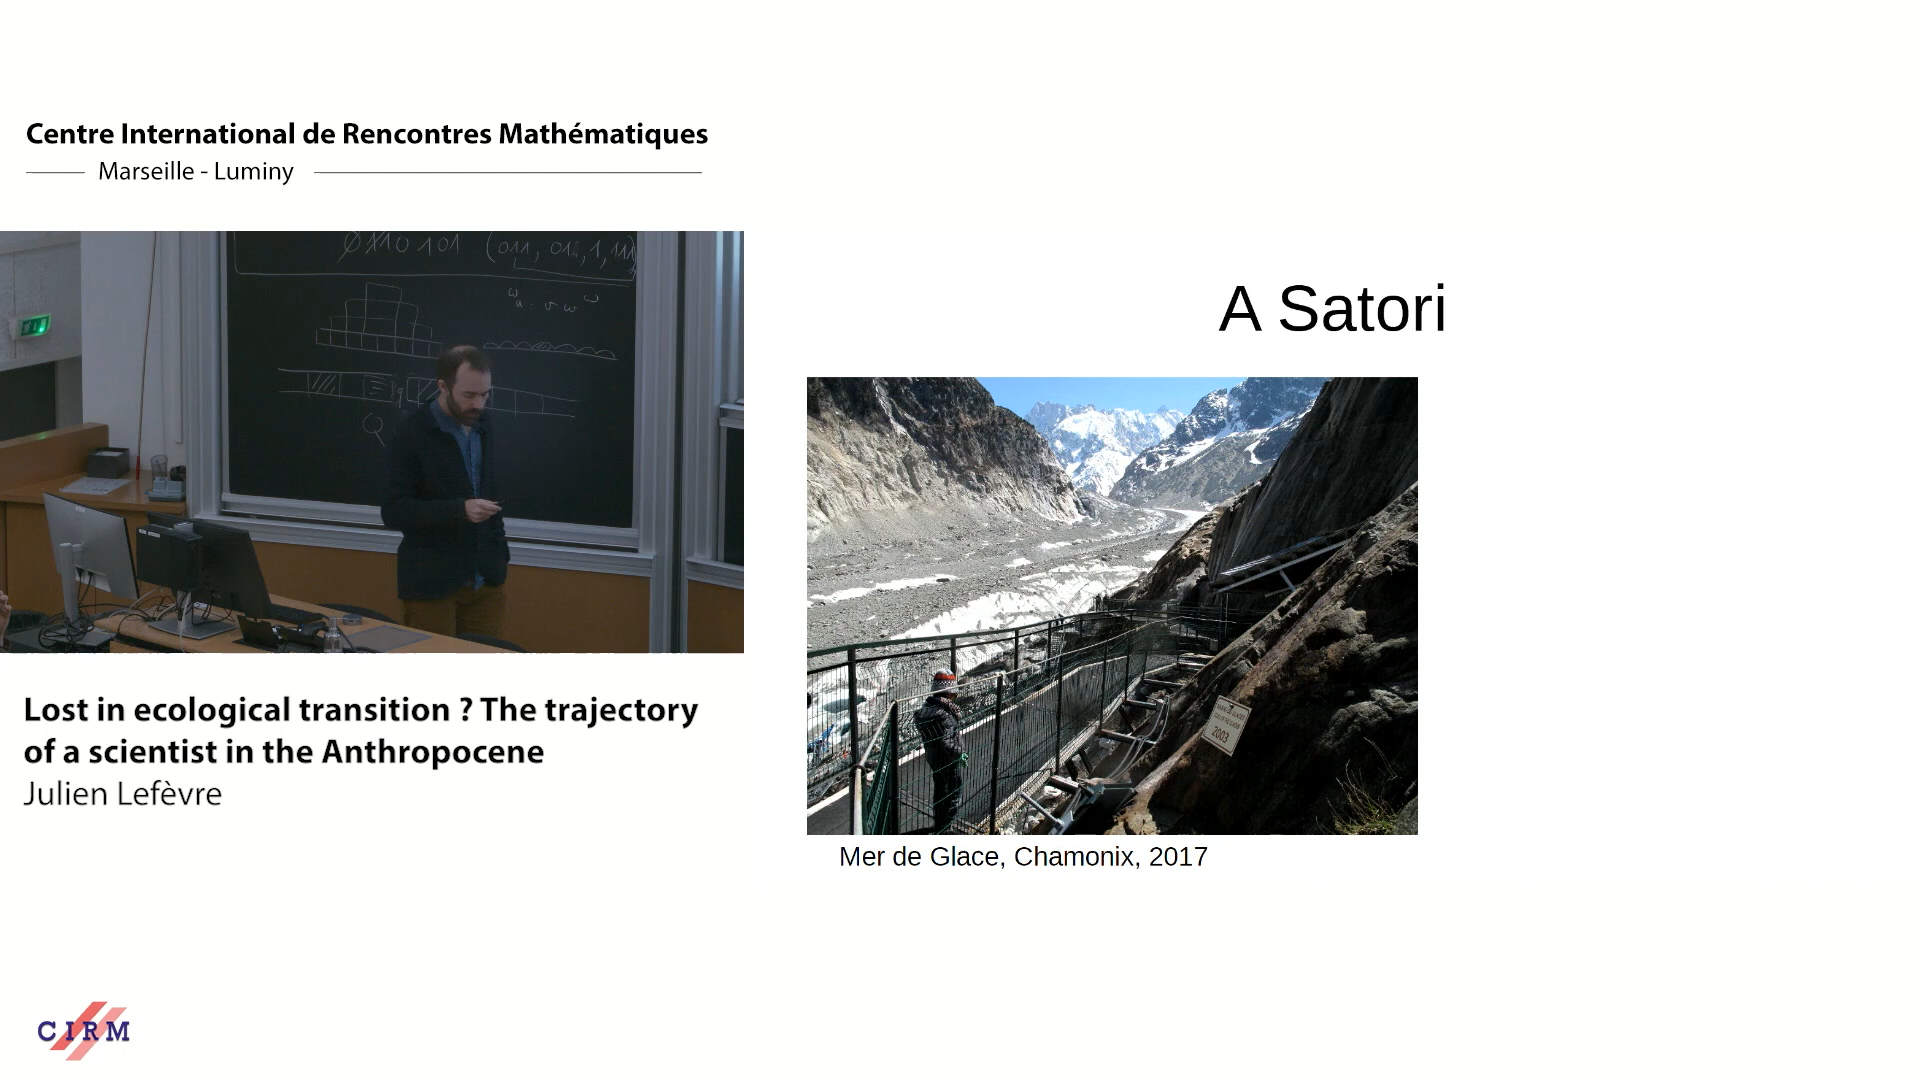 Centre International de Rencontres Mathématiques
Marseille - Luminy
Lost in ecological transition ? The trajectory
of a scientist in the Anthropocene
Julien Lefèvre
CIRM
A Satori
2003
Mer de Glace, Chamonix, 2017